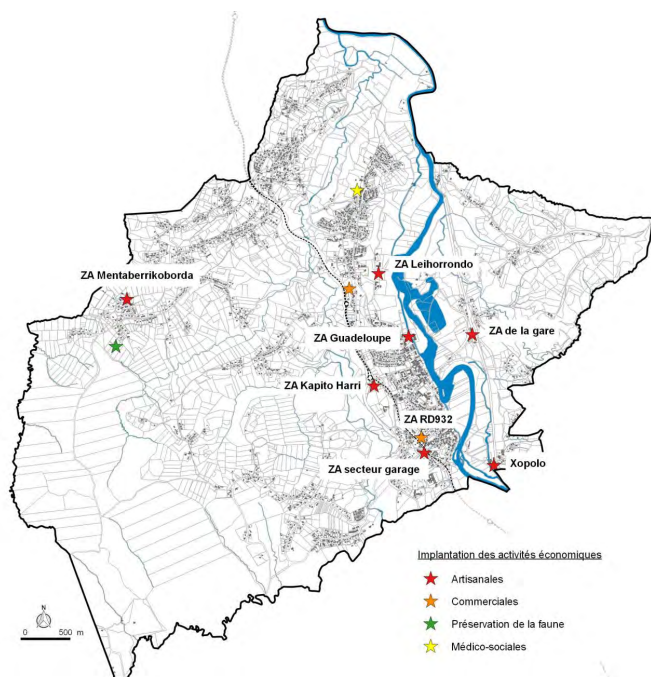 ZA Mentaberrikoborda
ZA Leihorrondo
ZA Guadeloupe
ZA de la gare
ZA Kapito Harri
ZA RD932
ZA secteur garage
Xopolo
Implantation des activités économiques
Artisanales
Commerciales
Préservation de la faune
Médico-sociales
N
0 500 m